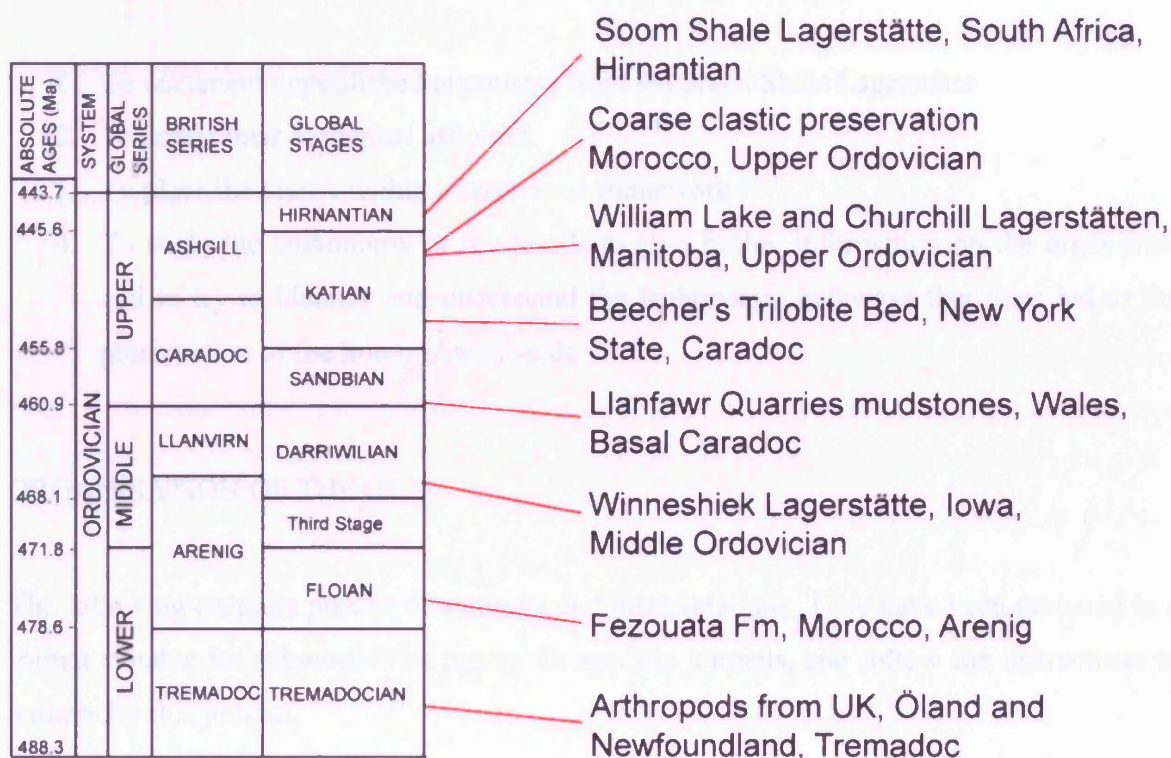 ABSOLUTE
AGES (Ma)
SYSTEM
GLOBAL
SERIES
BRITISH
SERIES
GLOBAL
STAGES
443.7
445.6
455.8
460.9
468.1
471.8
478.6
488.3
ORDOVICIAN
UPPER
MIDDLE
LOWER
ASHGILL
CARADOC
LLANVIRN
ARENIG
TREMADOC
HIRNANTIAN
KATIAN
SANDBIAN
DARRIWILIAN
Third Stage
FLOIAN
TREMADOCIAN
Soom Shale Lagerstätte, South Africa,
Hirnantian
Coarse clastic preservation
Morocco, Upper Ordovician
William Lake and Churchill Lagerstätten,
Manitoba, Upper Ordovician
Beecher's Trilobite Bed, New York
State, Caradoc
Llanfawr Quarries mudstones, Wales,
Basal Caradoc
Winneshiek Lagerstätte, Iowa,
Middle Ordovician
Fezouata Fm, Morocco, Arenig
Arthropods from UK, Öland and
Newfoundland, Tremadoc